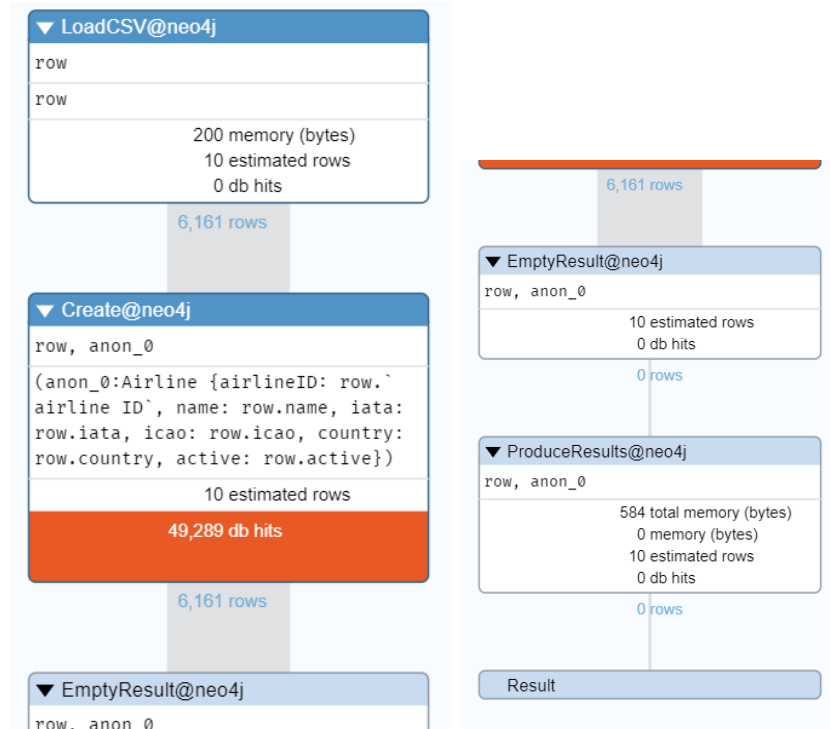 LoadCSV@neo4j
row
row
200 memory (bytes)
10 estimated rows
0 db hits
6,161 rows
Create@neo4j
row, anon_0
(anon_0:Airline {airlineID: row.`
airline ID`, name: row.name, iata:
row.iata, icao: row.icao, country:
row.country, active: row.active})
10 estimated rows
49,289 db hits
6,161 rows
EmptyResult@neo4j
row, anon_0
6,161 rows
EmptyResult@neo4j
row, anon_0
10 estimated rows
0 db hits
0 rows
ProduceResults@neo4j
row, anon_0
584 total memory (bytes)
0 memory (bytes)
10 estimated rows
0 db hits
0 rows
Result